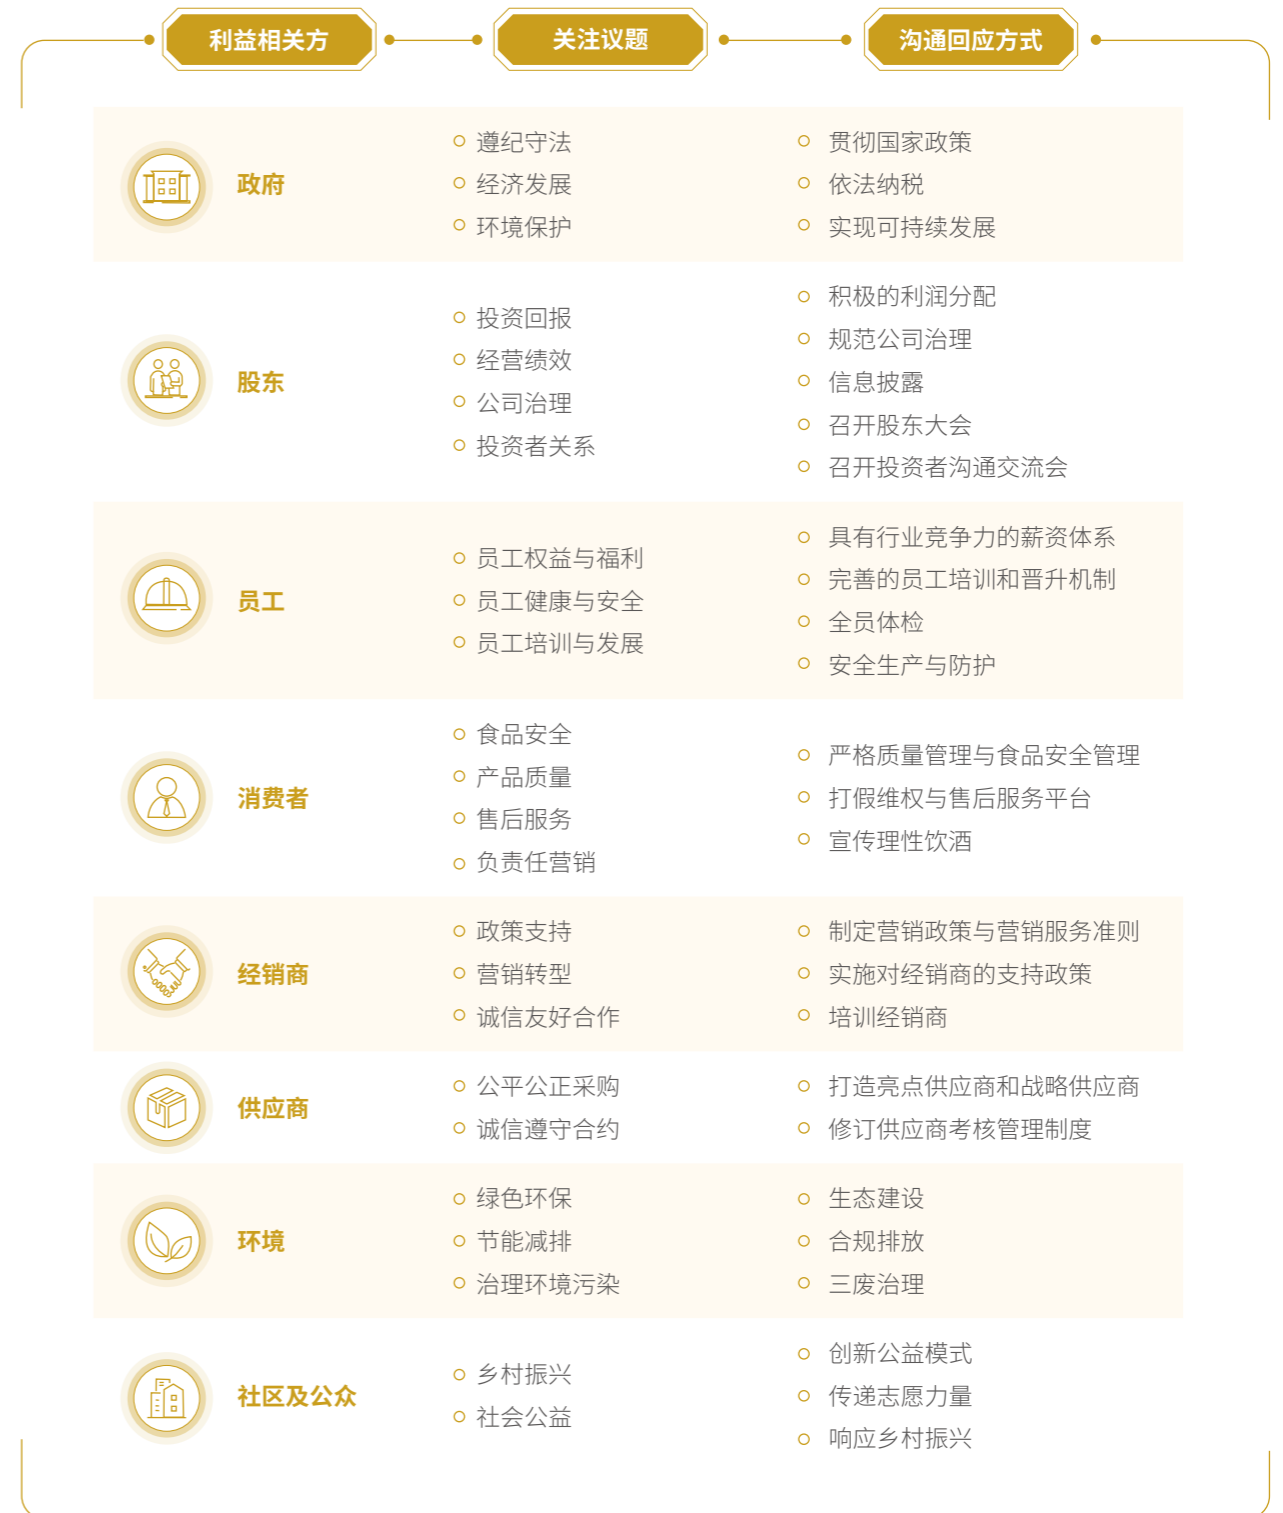 利益相关方
关注议题
沟通回应方式
政府
遵纪守法
经济发展
环境保护
贯彻国家政策
依法纳税
实现可持续发展
股东
投资回报
经营绩效
公司治理
投资者关系
积极的利润分配
规范公司治理
信息披露
召开股东大会
召开投资者沟通交流会
员工
员工权益与福利
员工健康与安全
员工培训与发展
具有行业竞争力的薪资体系
完善的员工培训和晋升机制
全员体检
安全生产与防护
消费者
食品安全
产品质量
售后服务
负责任营销
严格质量管理与食品安全管理
打假维权与售后服务平台
宣传理性饮酒
经销商
政策支持
营销转型
诚信友好合作
制定营销政策与营销服务准则
实施对经销商的支持政策
培训经销商
供应商
公平公正采购
诚信遵守合约
打造亮点供应商和战略供应商
修订供应商考核管理制度
环境
绿色环保
节能减排
治理环境污染
生态建设
合规排放
三废治理
社区及公众
乡村振兴
社会公益
创新公益模式
传递志愿力量
响应乡村振兴